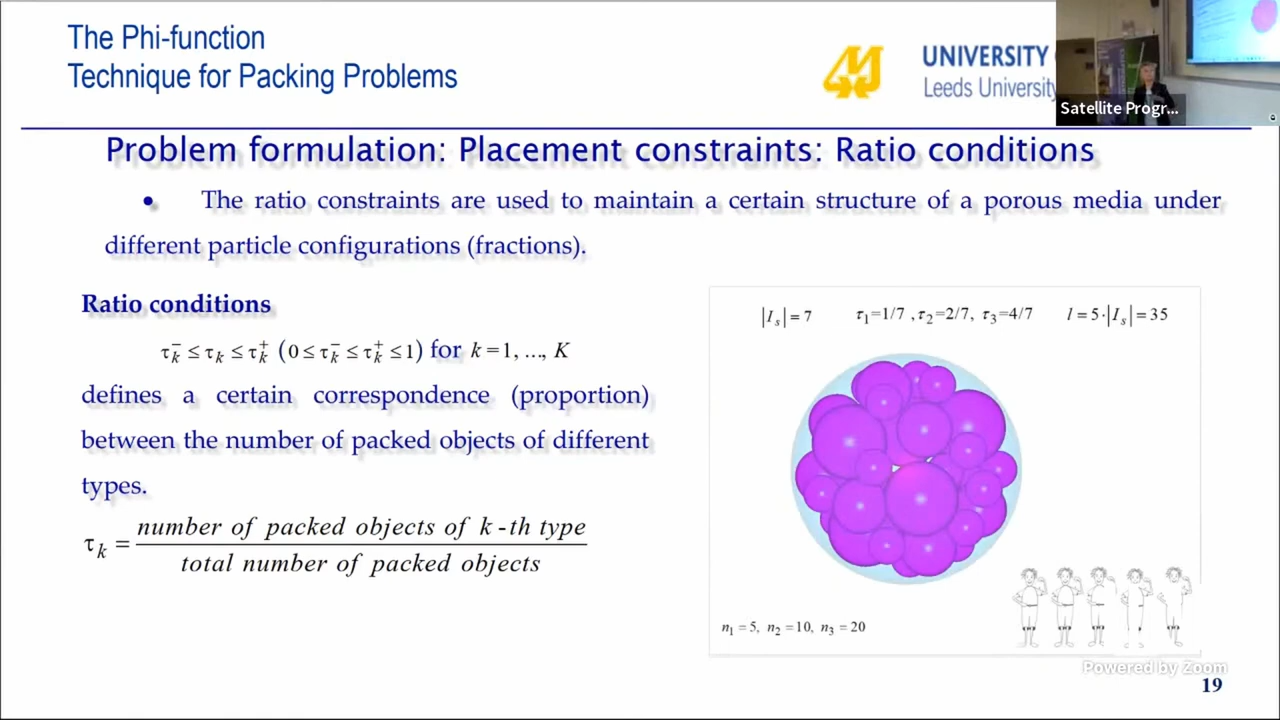 The Phi-function
Technique for Packing Problems
UNIVERSITY
Leeds University
Satellite Progr...
Problem formulation: Placement constraints: Ratio conditions
• The ratio constraints are used to maintain a certain structure of a porous media under
different particle configurations (fractions).
Ratio conditions
τₖ⁻ ≤ τₖ ≤ τₖ⁺ (0 ≤ τₖ⁻ ≤ τₖ⁺ ≤ 1) for k = 1, ..., K
defines a certain correspondence (proportion)
between the number of packed objects of different
types.
τₖ = number of packed objects of k - th type
total number of packed objects
|Iₛ| = 7 τ₁=1/7 , τ₂=2/7, τ₃=4/7 l = 5·|Iₛ| = 35
n₁ = 5, n₂ = 10, n₃ = 20
Powered by Zoom
19